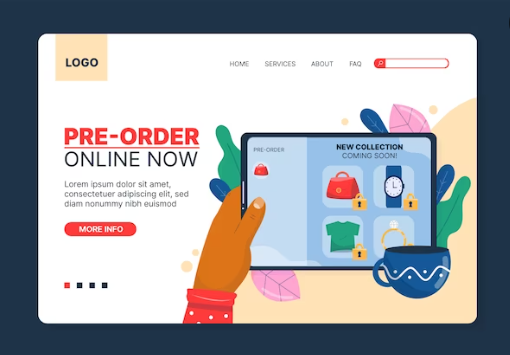 LOGO
HOME SERVICES ABOUT FAQ
PRE-ORDER
ONLINE NOW
Lorem ipsum dolor sit amet,
consectetuer adipiscing elit, sed
diam nonummy nibh euismod
MORE INFO
PRE-ORDER
NEW COLLECTION
COMING SOON!